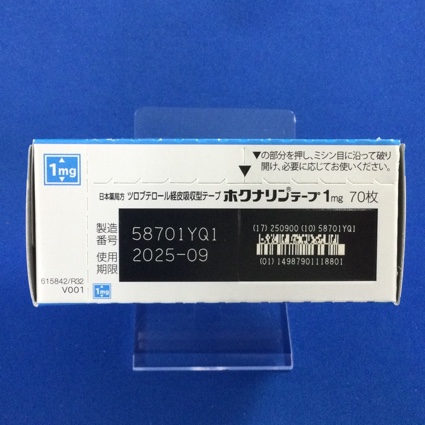 1mg
▼の部分を押し、ミシン目に沿って破り
開け、必要に応じてお使いください。
日本薬局方 ツロブテロール経皮吸収型テープ ホクナリン®テープ1mg 70枚
製造番号 58701YQ1
使用期限 2025-09
(17) 250900 (10) 58701YQ1
(01) 14987901118801
615842/R32
V001
1mg